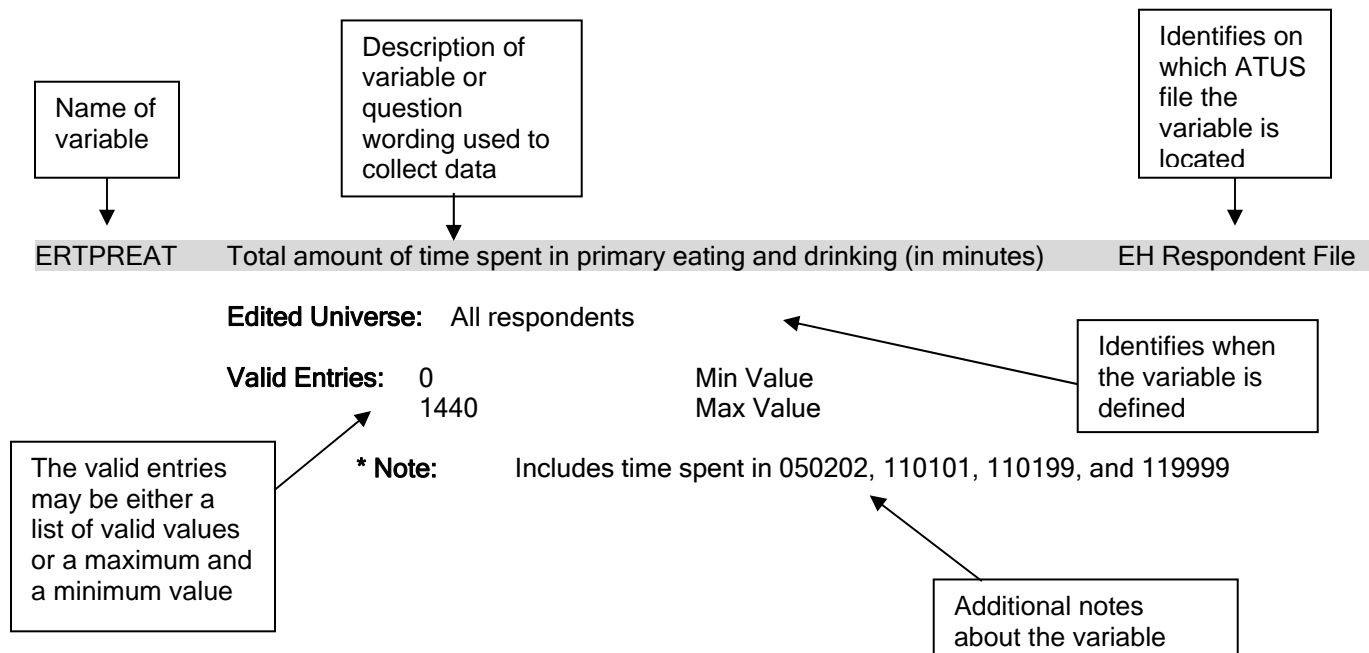 Name of
variable
Description of
variable or
question
wording used to
collect data
Identifies on
which ATUS
file the
variable is
located
ERTPREAT Total amount of time spent in primary eating and drinking (in minutes) EH Respondent File
Edited Universe: All respondents
Identifies when
the variable is
defined
Valid Entries: 0 Min Value
1440 Max Value
The valid entries
may be either a
list of valid values
or a maximum and
a minimum value
* Note: Includes time spent in 050202, 110101, 110199, and 119999
Additional notes
about the variable